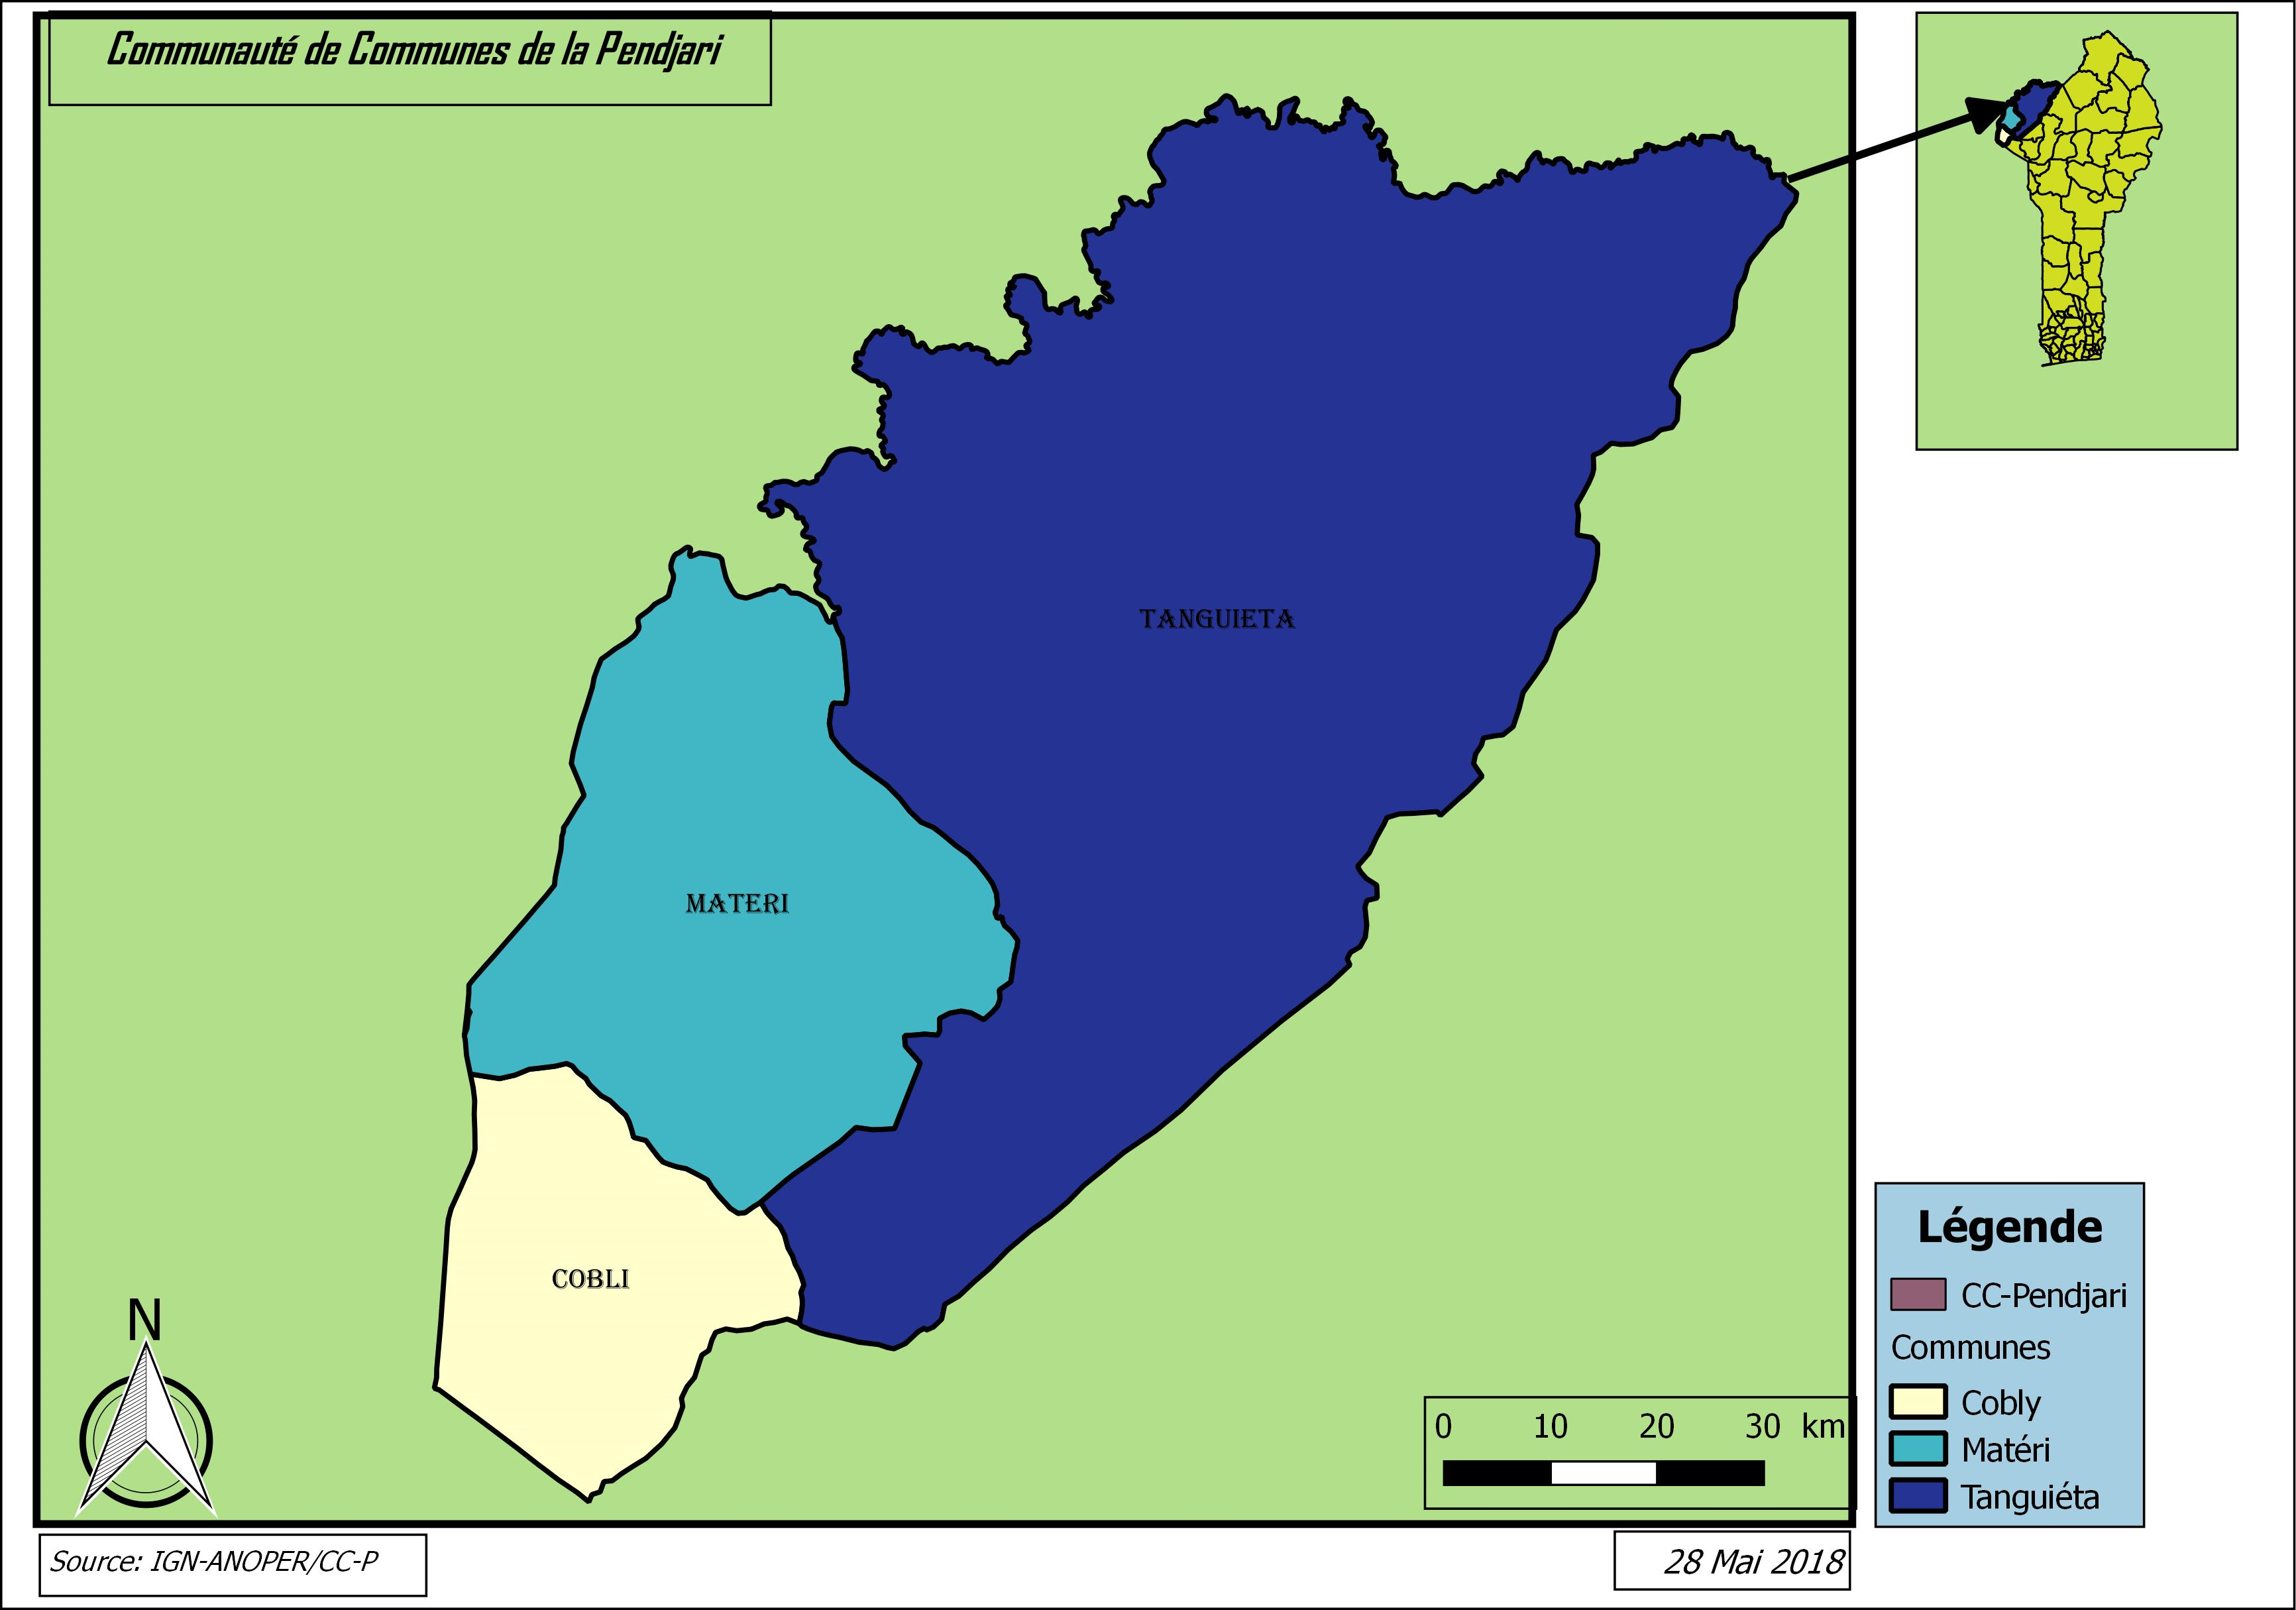 Communauté de Communes de la Pendjari
TANGUIETA
MATERI
COBLI
N
0 10 20 30 km
Légende
CC-Pendjari
Communes
Cobly
Matéri
Tanguiéta
Source: IGN-ANOPER/CC-P
28 Mai 2018